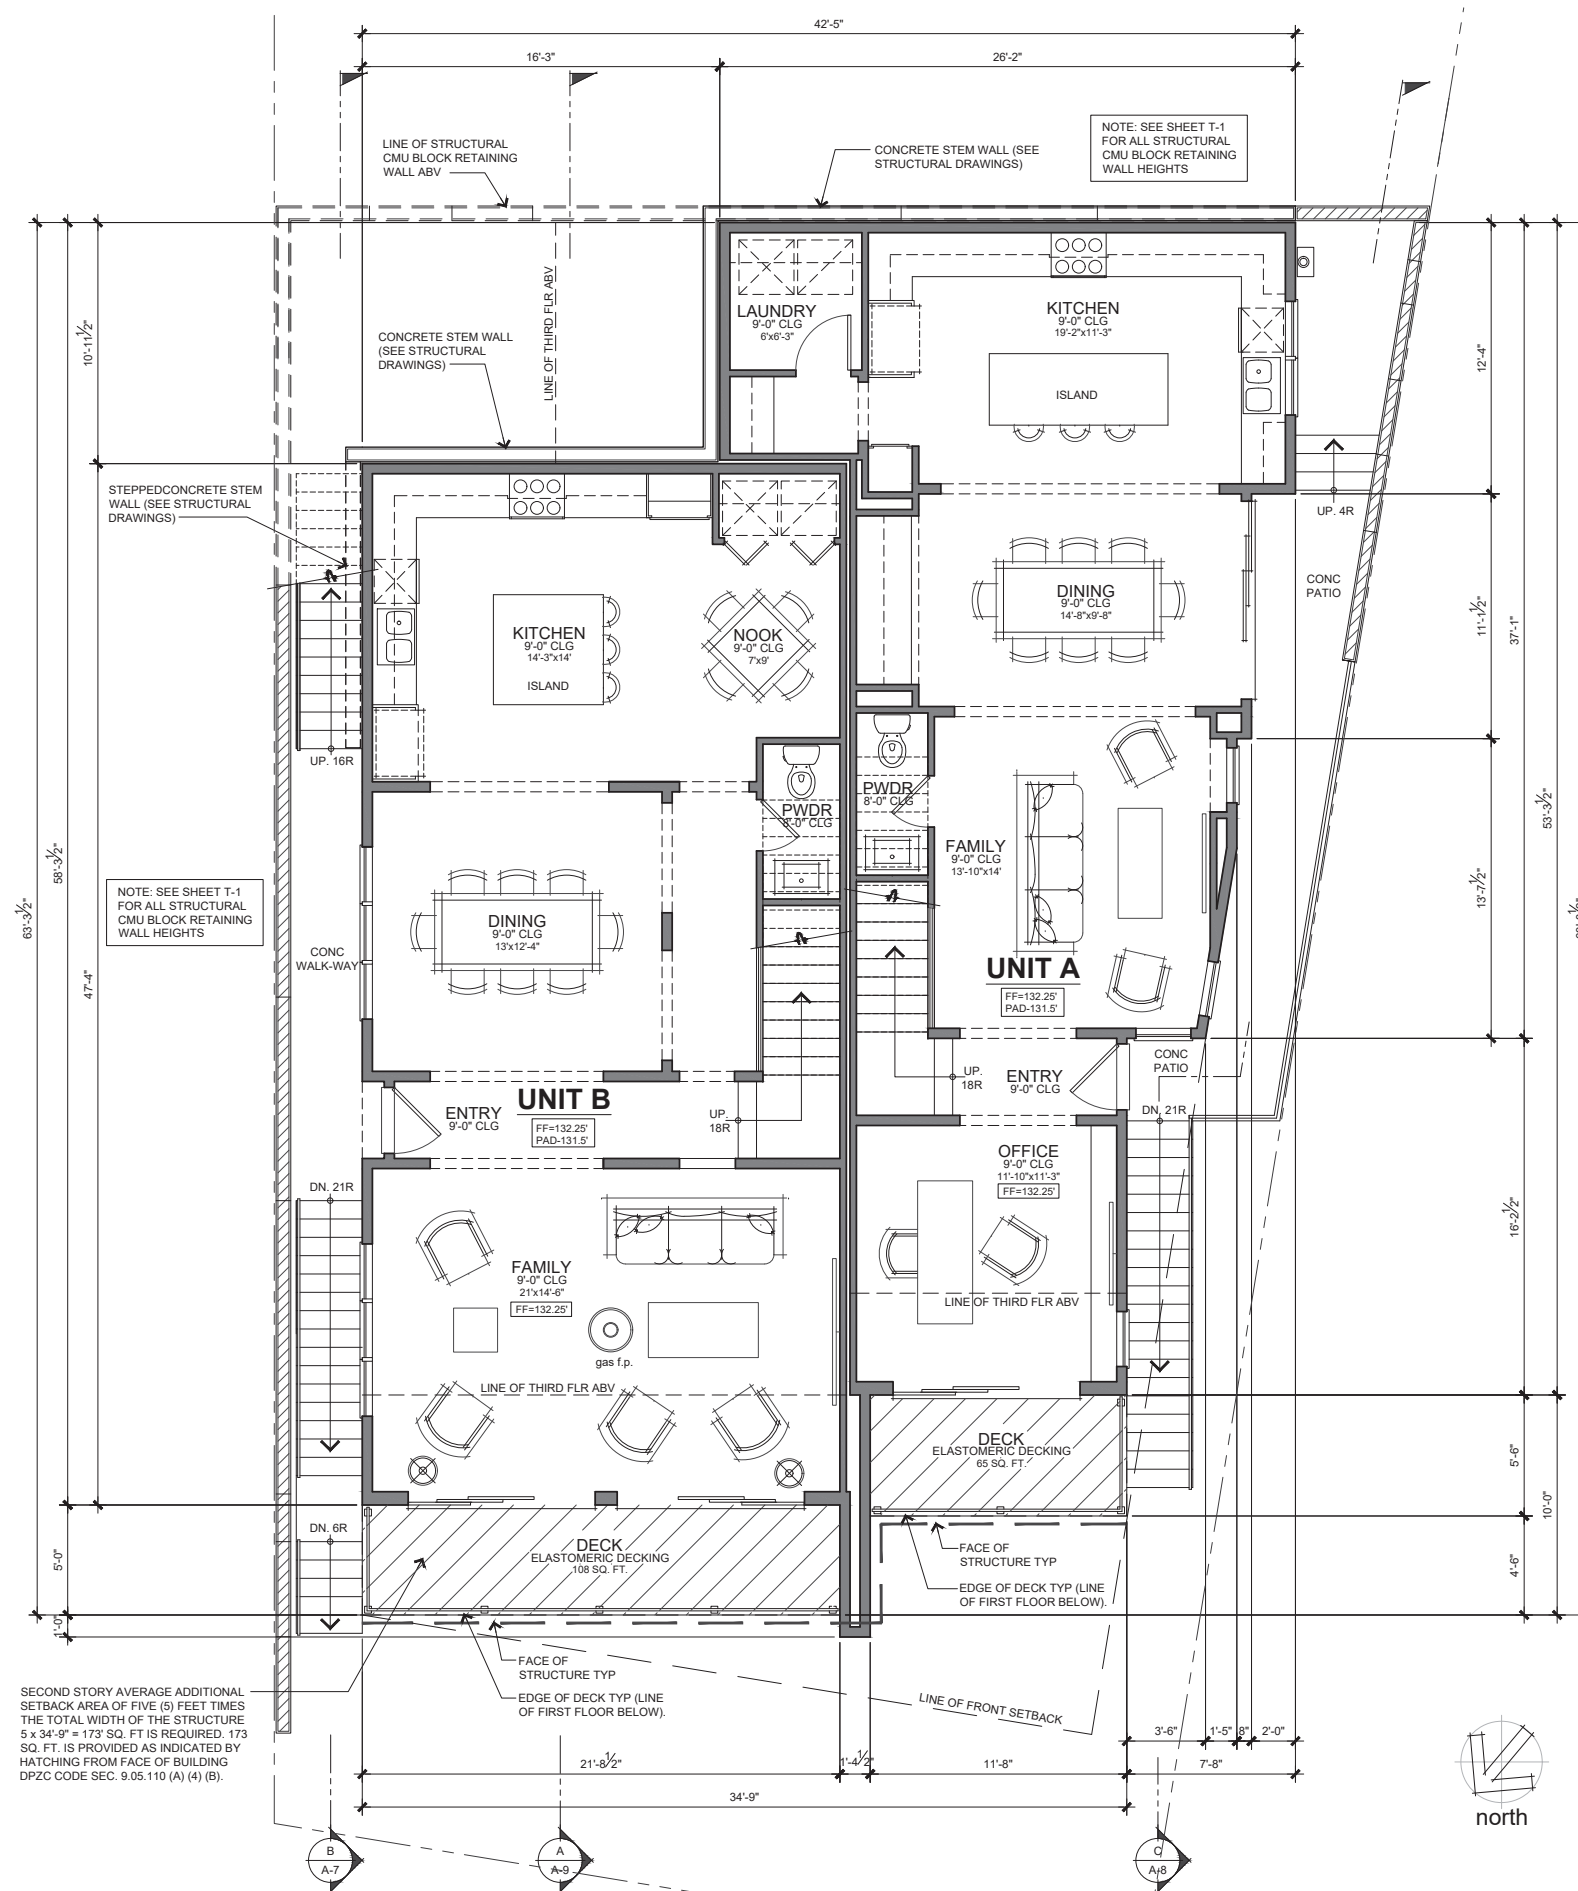 42'-5"
16'-3"
26'-2"
LINE OF STRUCTURAL
CMU BLOCK RETAINING
WALL ABV
CONCRETE STEM WALL (SEE
STRUCTURAL DRAWINGS)
NOTE: SEE SHEET T-1
FOR ALL STRUCTURAL
CMU BLOCK RETAINING
WALL HEIGHTS
LINE OF THIRD FLR ABV
10'-11½"
CONCRETE STEM WALL
(SEE STRUCTURAL
DRAWINGS)
LAUNDRY
9'-0" CLG
6'x6'-3"
KITCHEN
9'-0" CLG
19'-2"x11'-3"
ISLAND
12'-4"
STEPPEDCONCRETE STEM
WALL (SEE STRUCTURAL
DRAWINGS)
UP. 4R
CONC
PATIO
KITCHEN
9'-0" CLG
14'-3"x14'
ISLAND
NOOK
9'-0" CLG
7'x9'
DINING
9'-0" CLG
14'-8"x9'-8"
11'-1½"
37'-1"
UP. 16R
PWDR
8'-0" CLG
PWDR
8'-0" CLG
53'-3½"
FAMILY
9'-0" CLG
13'-10"x14'
13'-7½"
58'-3½"
63'-3½"
NOTE: SEE SHEET T-1
FOR ALL STRUCTURAL
CMU BLOCK RETAINING
WALL HEIGHTS
DINING
9'-0" CLG
13'x12'-4"
CONC
WALK-WAY
47'-4"
UNIT A
FF=132.25'
PAD-131.5'
CONC
PATIO
UP.
18R
ENTRY
9'-0" CLG
DN. 21R
UNIT B
FF=132.25'
PAD-131.5'
ENTRY
9'-0" CLG
UP.
18R
OFFICE
9'-0" CLG
11'-10"x11'-3"
FF=132.25'
DN. 21R
16'-2½"
FAMILY
9'-0" CLG
21'x14'-6"
FF=132.25'
gas f.p.
LINE OF THIRD FLR ABV
LINE OF THIRD FLR ABV
DECK
ELASTOMERIC DECKING
65 SQ. FT.
5'-6"
10'-0"
4'-6"
DN. 6R
DECK
ELASTOMERIC DECKING
108 SQ. FT.
5'-0"
1'-0"
FACE OF
STRUCTURE TYP
EDGE OF DECK TYP (LINE
OF FIRST FLOOR BELOW).
FACE OF
STRUCTURE TYP
EDGE OF DECK TYP (LINE
OF FIRST FLOOR BELOW).
LINE OF FRONT SETBACK
SECOND STORY AVERAGE ADDITIONAL
SETBACK AREA OF FIVE (5) FEET TIMES
THE TOTAL WIDTH OF THE STRUCTURE
5 x 34'-9" = 173' SQ. FT IS REQUIRED. 173
SQ. FT. IS PROVIDED AS INDICATED BY
HATCHING FROM FACE OF BUILDING
DPZC CODE SEC. 9.05.110 (A) (4) (B).
3'-6"
1'-5"
8"
2'-0"
21'-8½"
1'-4½"
11'-8"
7'-8"
34'-9"
north
B
A-7
A
A-9
C
A-8